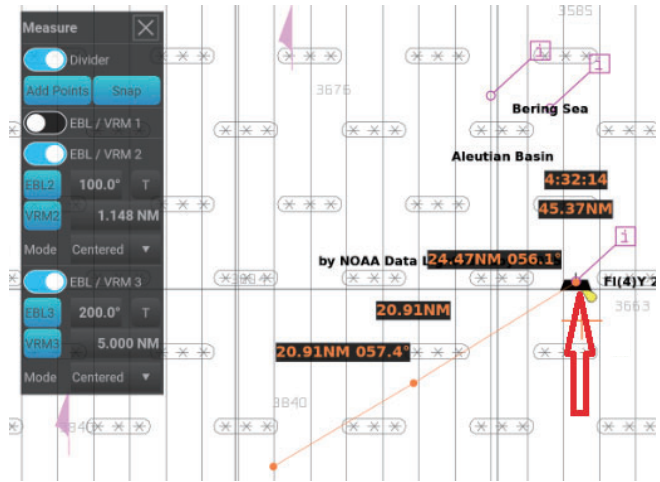 Measure
Divider
Add Points Snap
EBL / VRM 1
EBL / VRM 2
EBL2 100.0° T
VRM2 1.148 NM
Mode Centered
EBL / VRM 3
EBL3 200.0° T
VRM3 5.000 NM
Mode Centered
3585
i
i
3676
Bering Sea
Aleutian Basin
4:32:14
45.37NM
i
by NOAA Data
24.47NM 056.1°
Fl(4)Y 2
3663
20.91NM
20.91NM 057.4°
3840